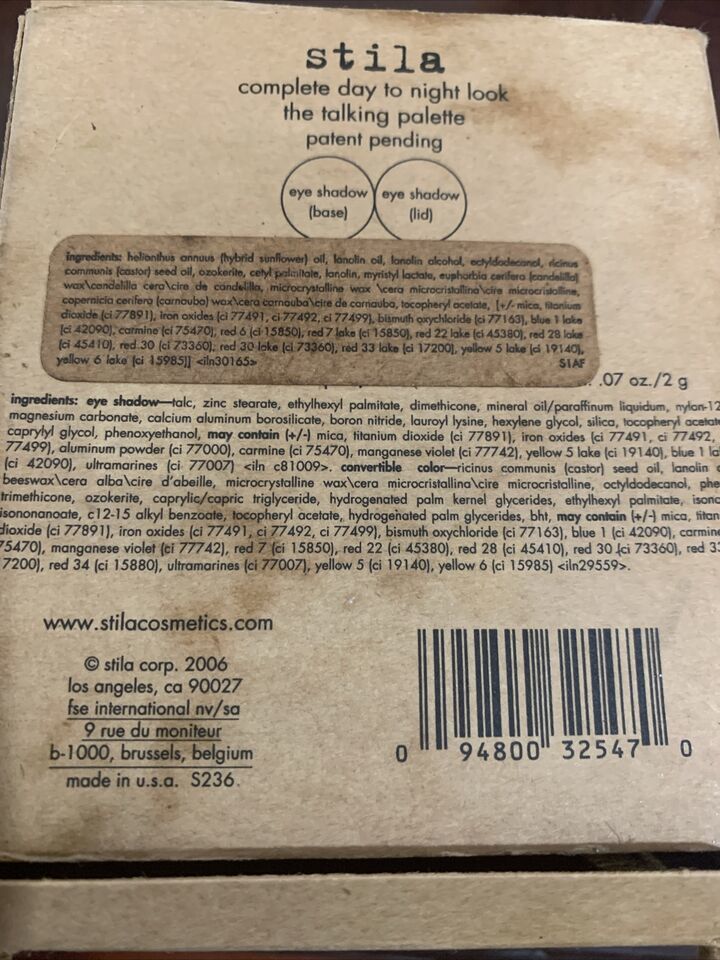 stila
complete day to night look
the talking palette
patent pending
eye shadow
(base)
eye shadow
(lid)
ingredients: helianthus annuus (hybrid sunflower) oil, lanolin oil, lanolin alcohol, octyldodecanol, ricinus
communis (castor) seed oil, ozokerite, cetyl palmitate, lanolin, myristyl lactate, euphorbia cerifera (candelilla)
wax\candelilla cera\cire de candelilla, microcrystalline wax \cera microcristallina\cire microcristalline,
copernicia cerifera (carnauba) wax\cera carnauba\cire de carnauba, tocopheryl acetate, [+/- mica, titanium
dioxide (ci 77891), iron oxides (ci 77491, ci 77492, ci 77499), bismuth oxychloride (ci 77163), blue 1 lake
(ci 42090), carmine (ci 75470), red 6 (ci 15850), red 7 lake (ci 15850), red 22 lake (ci 45380), red 28 lake
(ci 45410), red 30 (ci 73360), red 30 lake (ci 73360), red 33 lake (ci 17200), yellow 5 lake (ci 19140),
yellow 6 lake (ci 15985)] <iln30165> S1AF
.07 oz./2 g
ingredients: eye shadow—talc, zinc stearate, ethylhexyl palmitate, dimethicone, mineral oil/paraffinum liquidum, nylon-12
magnesium carbonate, calcium aluminum borosilicate, boron nitride, lauroyl lysine, hexylene glycol, silica, tocopheryl acetate
caprylyl glycol, phenoxyethanol, may contain (+/-) mica, titanium dioxide (ci 77891), iron oxides (ci 77491, ci 77492,
77499), aluminum powder (ci 77000), carmine (ci 75470), manganese violet (ci 77742), yellow 5 lake (ci 19140), blue 1 la
(ci 42090), ultramarines (ci 77007) <iln c81009>. convertible color—ricinus communis (castor) seed oil, lanolin
beeswax\cera alba\cire d'abeille, microcrystalline wax\cera microcristallina\cire microcristalline, octyldodecanol, phe
trimethicone, ozokerite, caprylic/capric triglyceride, hydrogenated palm kernel glycerides, ethylhexyl palmitate, isono
isononanoate, c12-15 alkyl benzoate, tocopheryl acetate, hydrogenated palm glycerides, bht, may contain (+/-) mica, titan
dioxide (ci 77891), iron oxides (ci 77491, ci 77492, ci 77499), bismuth oxychloride (ci 77163), blue 1 (ci 42090), carmine
75470), manganese violet (ci 77742), red 7 (ci 15850), red 22 (ci 45380), red 28 (ci 45410), red 30 (ci 73360), red 33
7200), red 34 (ci 15880), ultramarines (ci 77007), yellow 5 (ci 19140), yellow 6 (ci 15985) <iln29559>.
www.stilacosmetics.com
© stila corp. 2006
los angeles, ca 90027
fse international nv/sa
9 rue du moniteur
b-1000, brussels, belgium
made in u.s.a. S236
0 94800 32547 0